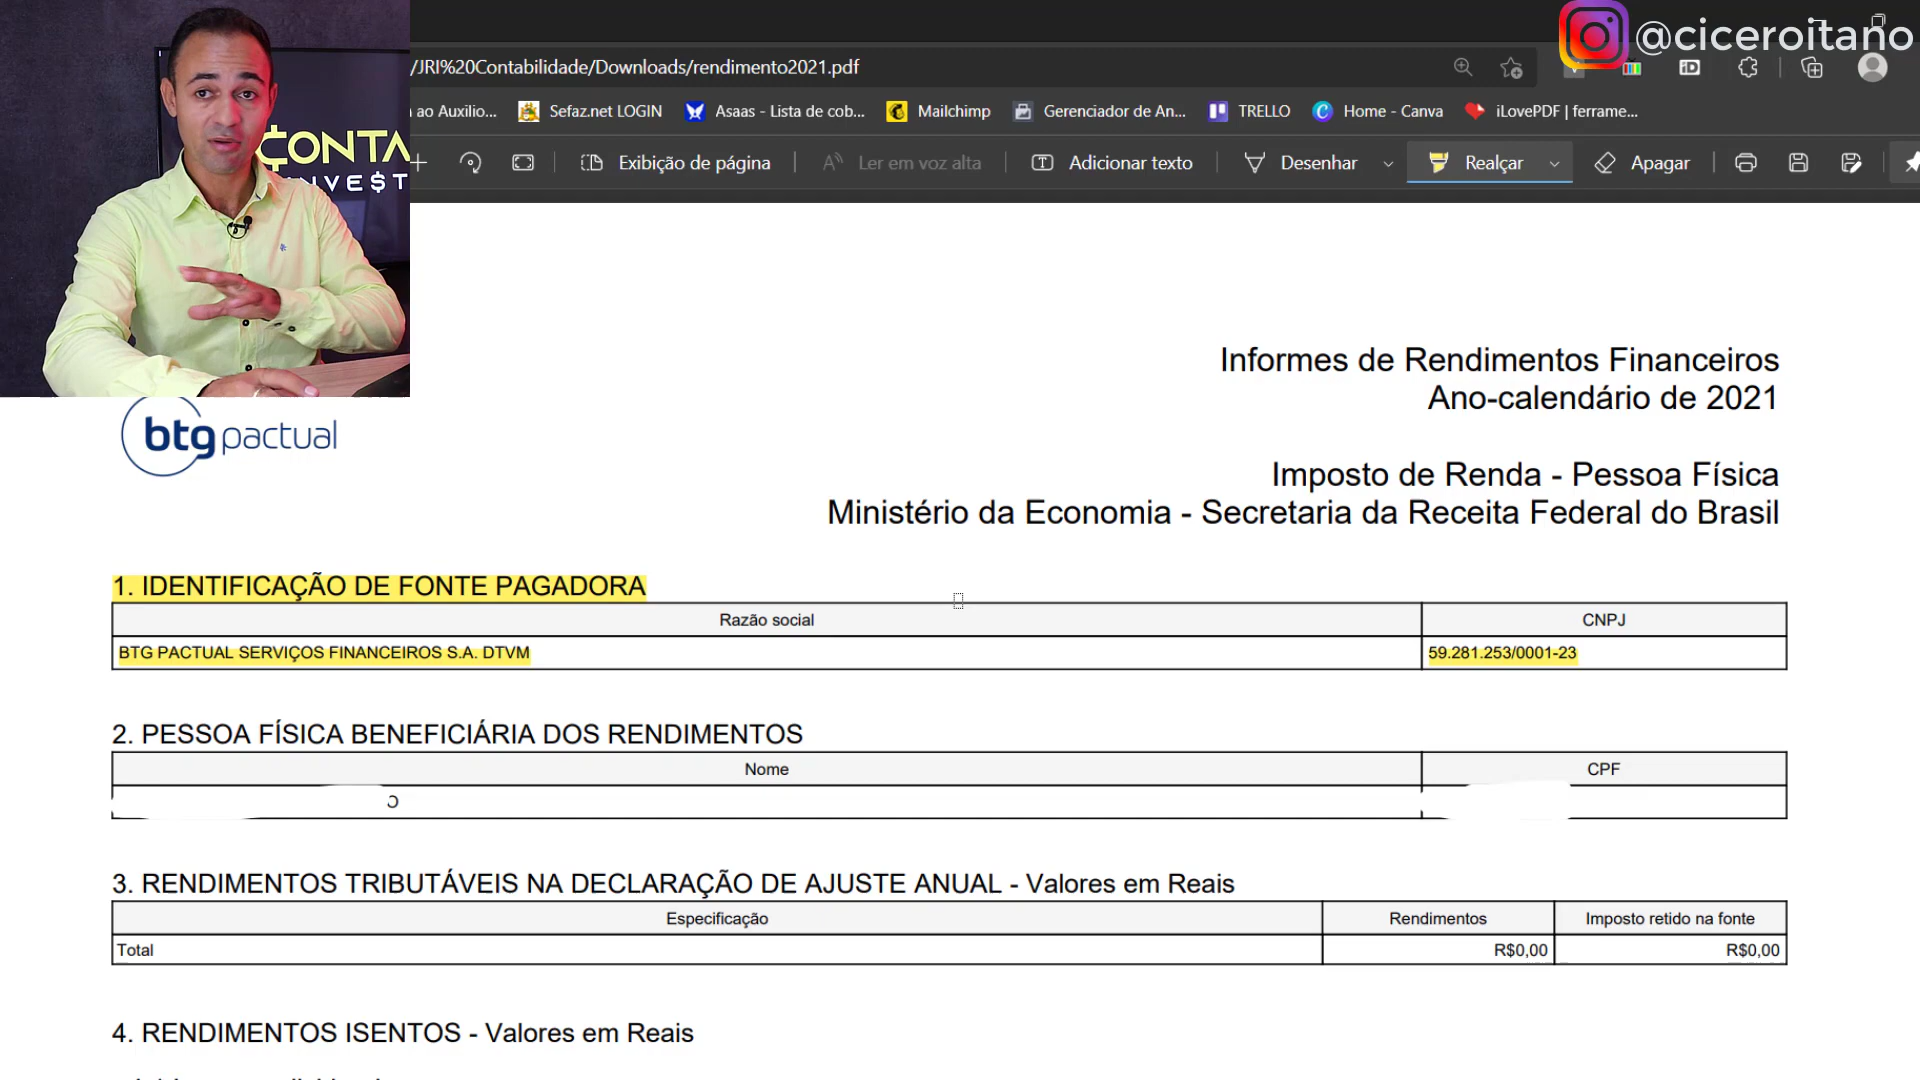 @ciceroitano
/JRI%20Contabilidade/Downloads/rendimento2021.pdf
ao Auxilio... Sefaz.net LOGIN Asaas - Lista de cob... Mailchimp Gerenciador de An... TRELLO Home - Canva iLovePDF | ferrame...
Exibição de página Ler em voz alta Adicionar texto Desenhar Realçar Apagar
CONTA
INVE$T
Informes de Rendimentos Financeiros
Ano-calendário de 2021
btg pactual
Imposto de Renda - Pessoa Física
Ministério da Economia - Secretaria da Receita Federal do Brasil
1. IDENTIFICAÇÃO DE FONTE PAGADORA
Razão social CNPJ
BTG PACTUAL SERVIÇOS FINANCEIROS S.A. DTVM 59.281.253/0001-23
2. PESSOA FÍSICA BENEFICIÁRIA DOS RENDIMENTOS
Nome CPF
O
3. RENDIMENTOS TRIBUTÁVEIS NA DECLARAÇÃO DE AJUSTE ANUAL - Valores em Reais
Especificação Rendimentos Imposto retido na fonte
Total R$0,00 R$0,00
4. RENDIMENTOS ISENTOS - Valores em Reais